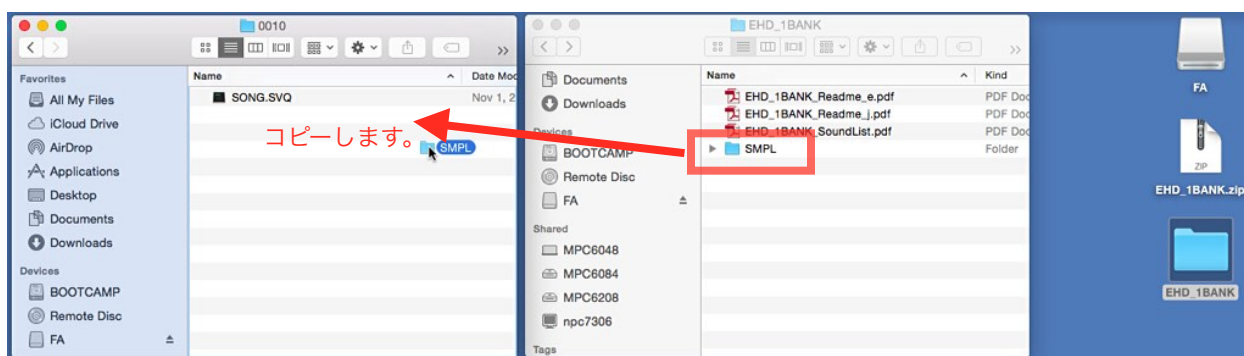 0010
Favorites
All My Files
iCloud Drive
AirDrop
Applications
Desktop
Documents
Downloads
Devices
BOOTCAMP
Remote Disc
FA
Name
Date Mod
SONG.SVQ
Nov 1, 2
コピーします。
SMPL
EHD_1BANK
Documents
Downloads
Devices
BOOTCAMP
Remote Disc
FA
Shared
MPC6048
MPC6084
MPC6208
npc7306
Tags
Name
Kind
EHD_1BANK_Readme_e.pdf
PDF Doc
EHD_1BANK_Readme_j.pdf
PDF Doc
EHD_1BANK_SoundList.pdf
PDF Doc
SMPL
Folder
FA
ZIP
EHD_1BANK.zip
EHD_1BANK